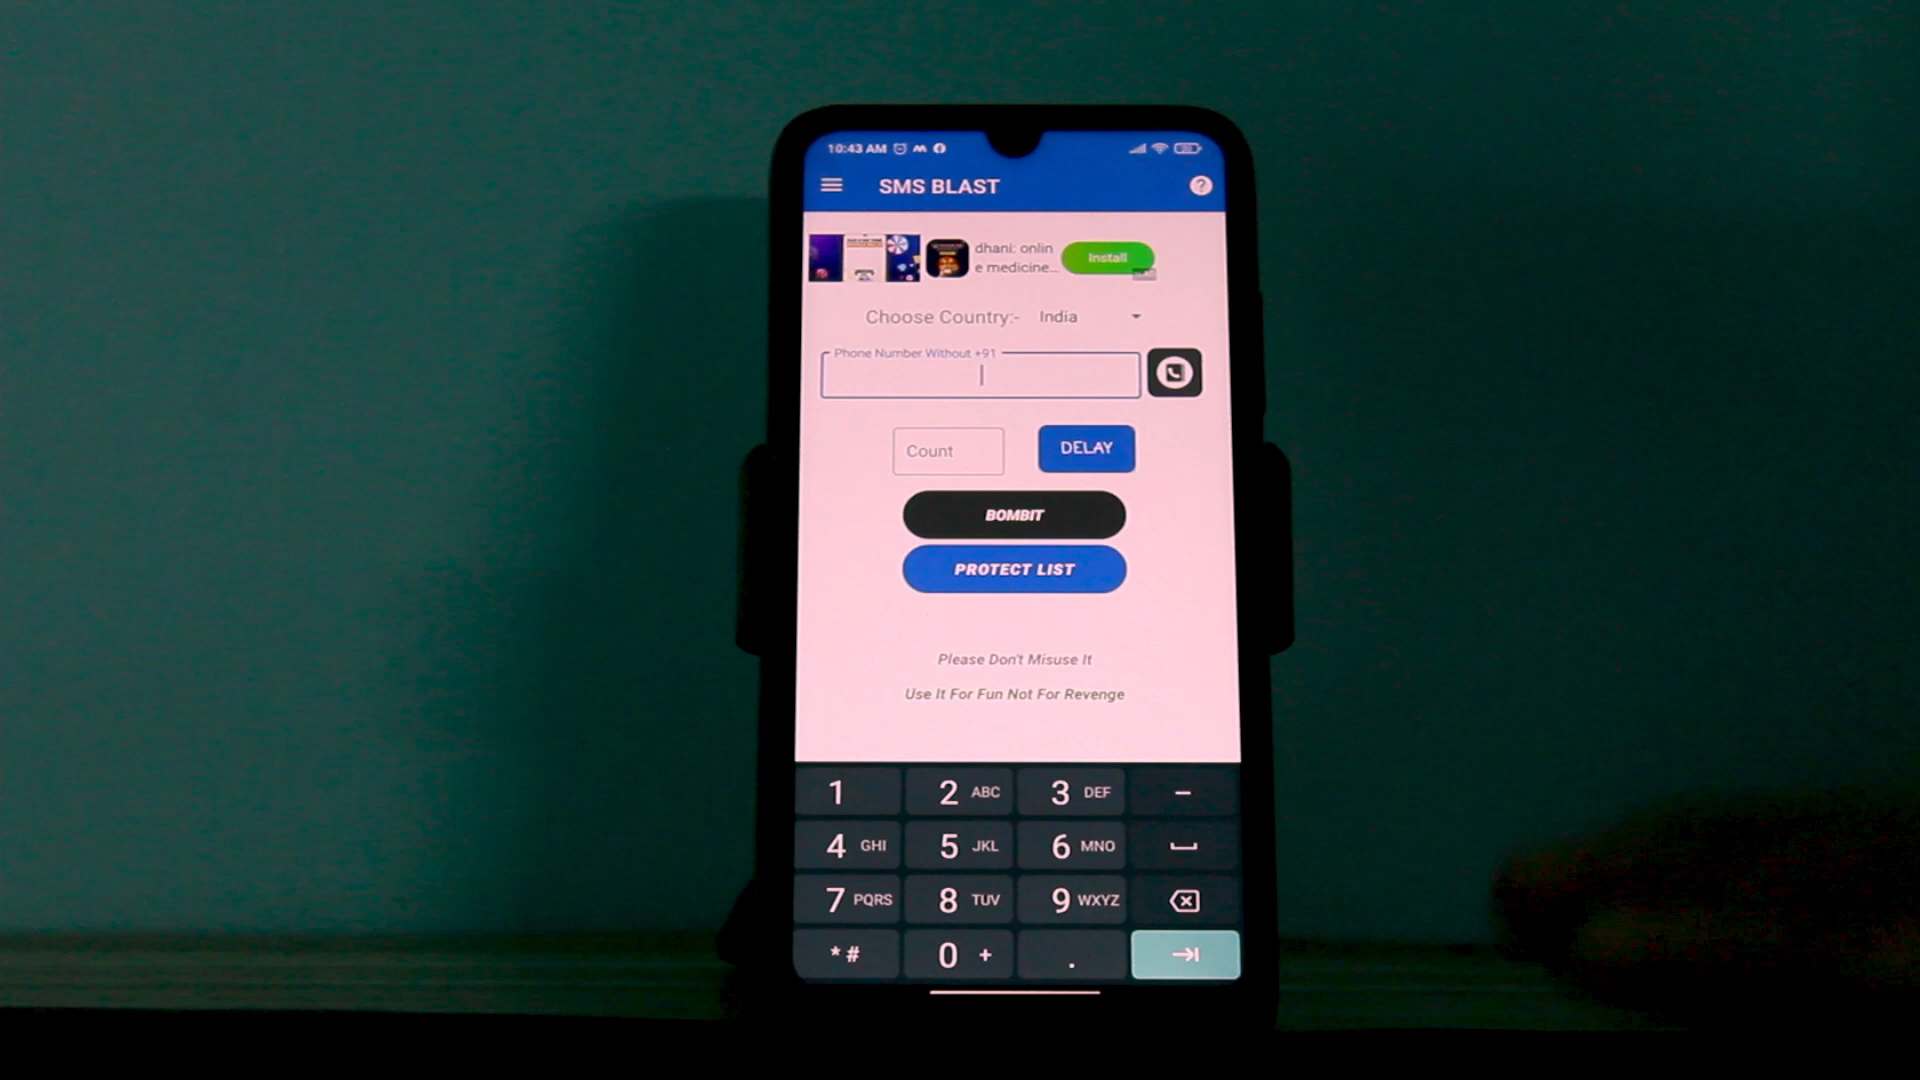 10:43 AM
SMS BLAST
dhani: onlin
e medicine...
Install
Choose Country:- India
Phone Number Without +91
Count
DELAY
BOMBIT
PROTECT LIST
Please Don't Misuse It
Use It For Fun Not For Revenge
1 2 ABC 3 DEF -
4 GHI 5 JKL 6 MNO
7 PQRS 8 TUV 9 WXYZ
* # 0 + .